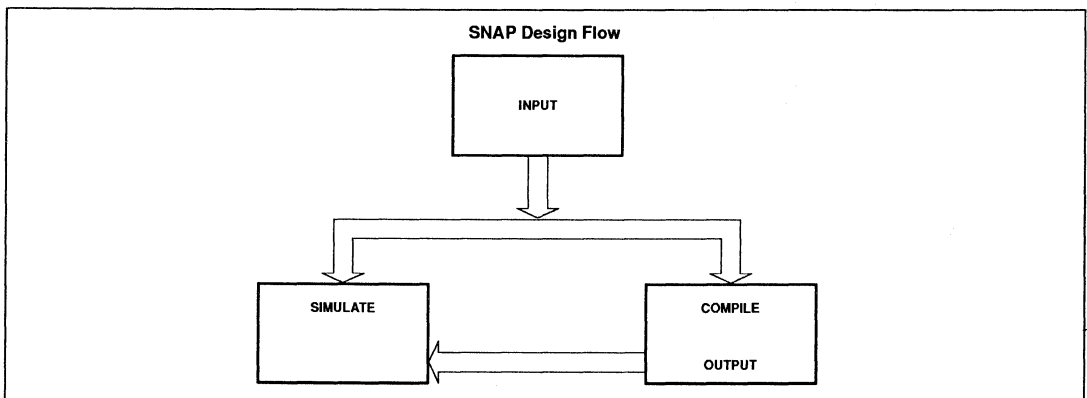 SNAP Design Flow
INPUT
SIMULATE
COMPILE
OUTPUT